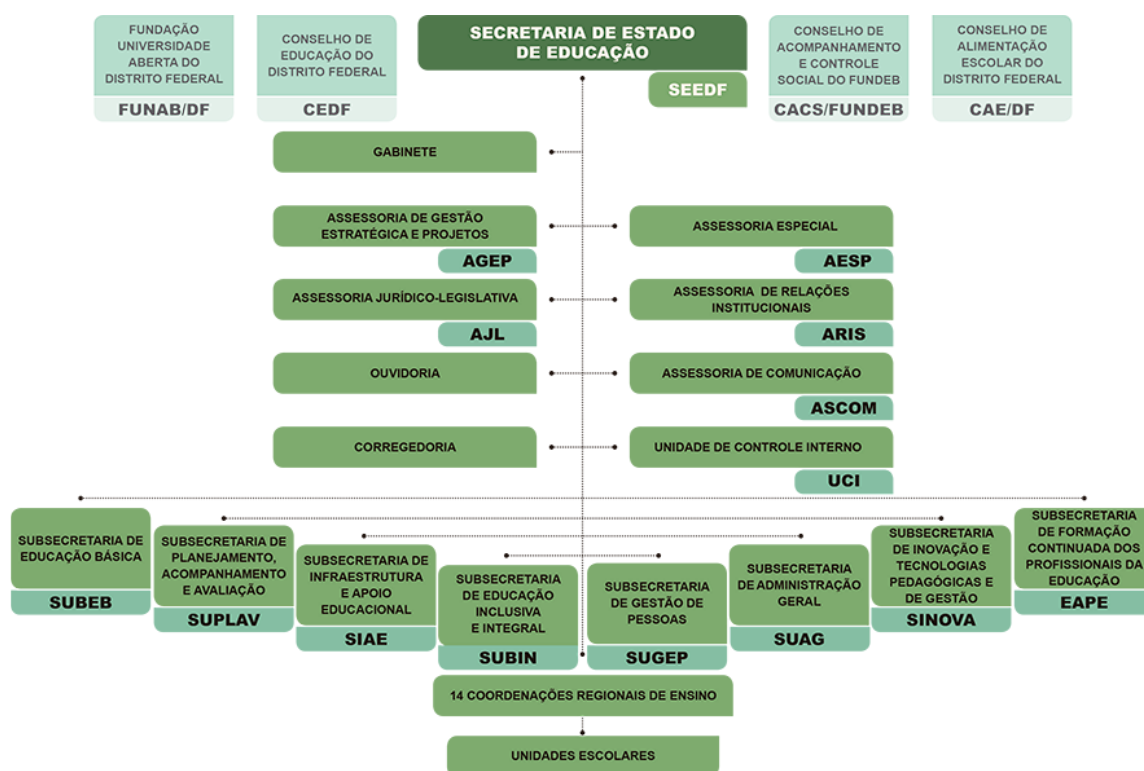 FUNDAÇÃO
UNIVERSIDADE
ABERTA DO
DISTRITO FEDERAL
FUNAB/DF
CONSELHO DE
EDUCAÇÃO DO
DISTRITO FEDERAL
CEDF
SECRETARIA DE ESTADO
DE EDUCAÇÃO
SEEDF
CONSELHO DE
ACOMPANHAMENTO
E CONTROLE
SOCIAL DO FUNDEB
CACS/FUNDEB
CONSELHO DE
ALIMENTAÇÃO
ESCOLAR DO
DISTRITO FEDERAL
CAE/DF
GABINETE
ASSESSORIA DE GESTÃO
ESTRATÉGICA E PROJETOS
AGEP
ASSESSORIA ESPECIAL
AESP
ASSESSORIA JURÍDICO-LEGISLATIVA
AJL
ASSESSORIA DE RELAÇÕES
INSTITUCIONAIS
ARIS
OUVIDORIA
ASSESSORIA DE COMUNICAÇÃO
ASCOM
CORREGEDORIA
UNIDADE DE CONTROLE INTERNO
UCI
SUBSECRETARIA DE
EDUCAÇÃO BÁSICA
SUBEB
SUBSECRETARIA DE
PLANEJAMENTO,
ACOMPANHAMENTO
E AVALIAÇÃO
SUPLAV
SUBSECRETARIA DE
INFRAESTRUTURA
E APOIO
EDUCACIONAL
SIAE
SUBSECRETARIA
DE EDUCAÇÃO
INCLUSIVA
E INTEGRAL
SUBIN
SUBSECRETARIA
DE GESTÃO DE
PESSOAS
SUGEP
SUBSECRETARIA
DE ADMINISTRAÇÃO
GERAL
SUAG
SUBSECRETARIA
DE INOVAÇÃO E
TECNOLOGIAS
PEDAGÓGICAS E
DE GESTÃO
SINOVA
SUBSECRETARIA
DE FORMAÇÃO
CONTINUADA DOS
PROFISSIONAIS DA
EDUCAÇÃO
EAPE
14 COORDENAÇÕES REGIONAIS DE ENSINO
UNIDADES ESCOLARES